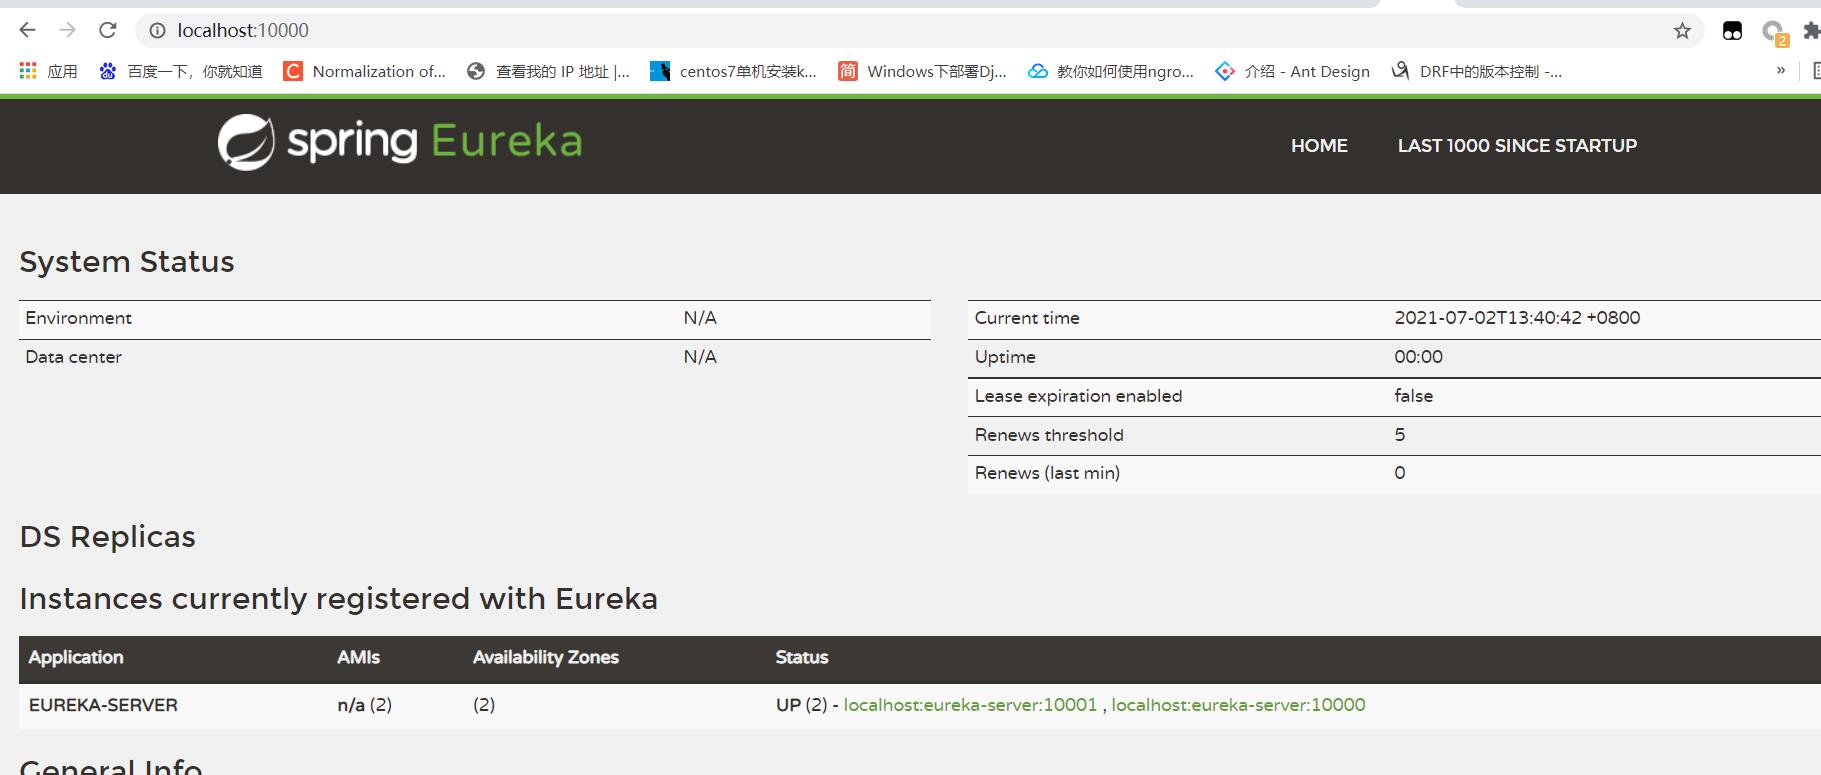 localhost:10000
应用 百度一下，你就知道 Normalization of... 查看我的 IP 地址 |... centos7单机安装k... Windows下部署Dj... 教你如何使用ngro... 介绍 - Ant Design DRF中的版本控制 -... »
spring Eureka HOME LAST 1000 SINCE STARTUP
System Status
Environment N/A
Data center N/A
Current time 2021-07-02T13:40:42 +0800
Uptime 00:00
Lease expiration enabled false
Renews threshold 5
Renews (last min) 0
DS Replicas
Instances currently registered with Eureka
Application AMIs Availability Zones Status
EUREKA-SERVER n/a (2) (2) UP (2) - localhost:eureka-server:10001 , localhost:eureka-server:10000
General Info